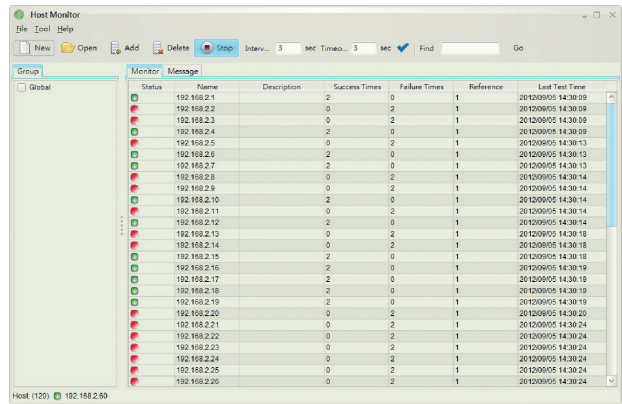 Host Monitor
File Tool Help
New Open Add Delete Stop Interv... 3 sec Timeo... 3 sec Find Go
Group Monitor Message
Global
Status Name Description Success Times Failure Times Reference Last Test Time
192.168.2.1 2 0 1 2012/09/05 14:30:09
192.168.2.2 0 2 1 2012/09/05 14:30:09
192.168.2.3 0 2 1 2012/09/05 14:30:09
192.168.2.4 2 0 1 2012/09/05 14:30:09
192.168.2.5 0 2 1 2012/09/05 14:30:13
192.168.2.6 2 0 1 2012/09/05 14:30:13
192.168.2.7 2 0 1 2012/09/05 14:30:13
192.168.2.8 0 2 1 2012/09/05 14:30:14
192.168.2.9 0 2 1 2012/09/05 14:30:14
192.168.2.10 2 0 1 2012/09/05 14:30:14
192.168.2.11 0 2 1 2012/09/05 14:30:14
192.168.2.12 2 0 1 2012/09/05 14:30:14
192.168.2.13 0 2 1 2012/09/05 14:30:18
192.168.2.14 0 2 1 2012/09/05 14:30:18
192.168.2.15 2 0 1 2012/09/05 14:30:18
192.168.2.16 2 0 1 2012/09/05 14:30:19
192.168.2.17 2 0 1 2012/09/05 14:30:19
192.168.2.18 2 0 1 2012/09/05 14:30:19
192.168.2.19 2 0 1 2012/09/05 14:30:19
192.168.2.20 0 2 1 2012/09/05 14:30:20
192.168.2.21 0 2 1 2012/09/05 14:30:24
192.168.2.22 0 2 1 2012/09/05 14:30:24
192.168.2.23 0 2 1 2012/09/05 14:30:24
192.168.2.24 0 2 1 2012/09/05 14:30:24
192.168.2.25 0 2 1 2012/09/05 14:30:24
192.168.2.26 0 2 1 2012/09/05 14:30:24
Host (120) 192.168.2.60